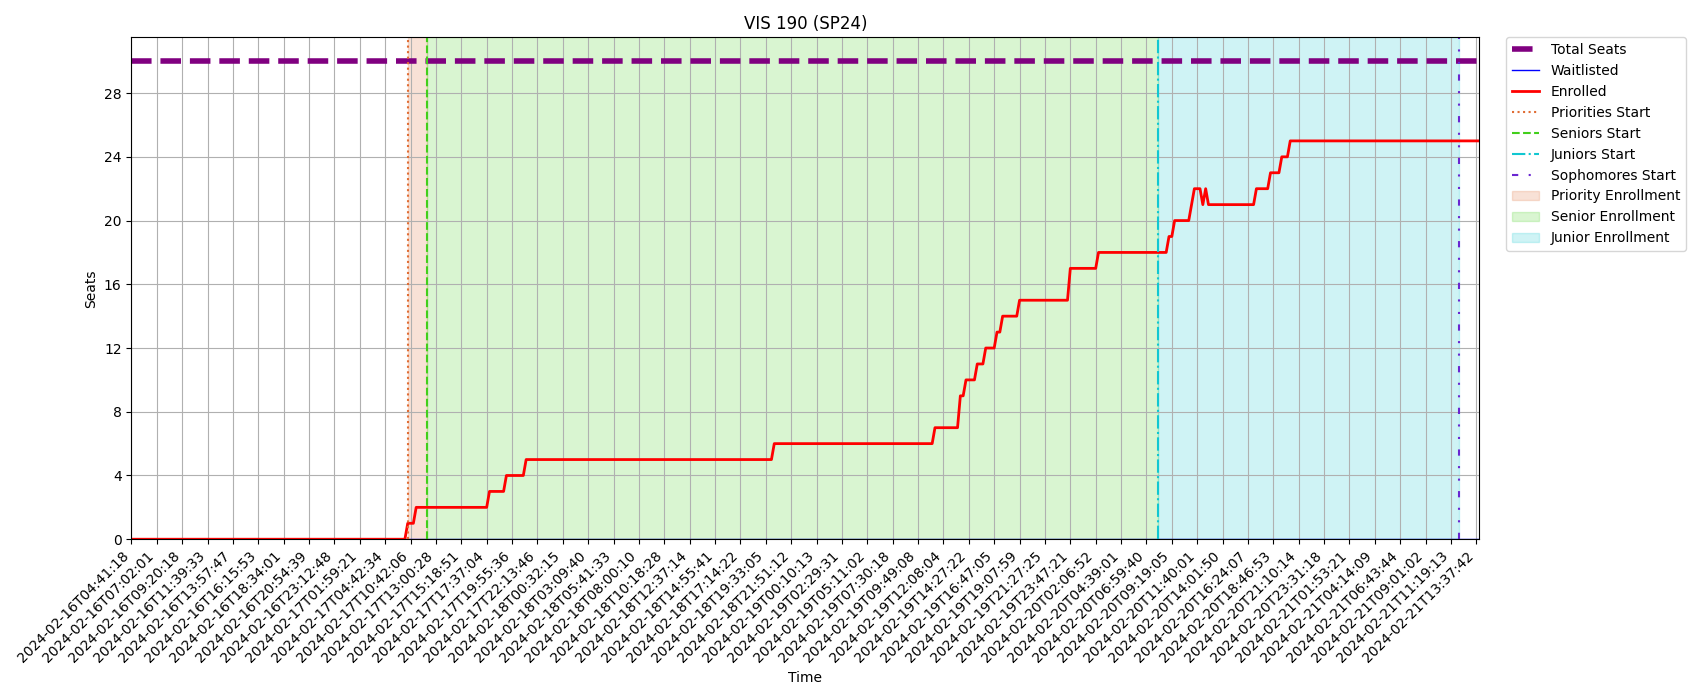 VIS 190 (SP24)
Total Seats
Waitlisted
Enrolled
Priorities Start
Seniors Start
Juniors Start
Sophomores Start
Priority Enrollment
Senior Enrollment
Junior Enrollment
Seats
28
24
20
16
12
8
4
0
2024-02-16T04:41:18
2024-02-16T07:02:01
2024-02-16T09:20:18
2024-02-16T11:39:33
2024-02-16T13:57:47
2024-02-16T16:15:53
2024-02-16T18:34:01
2024-02-16T20:54:39
2024-02-16T23:12:48
2024-02-17T01:59:21
2024-02-17T04:42:34
2024-02-17T10:42:06
2024-02-17T13:00:28
2024-02-17T15:18:51
2024-02-17T17:37:04
2024-02-17T19:55:36
2024-02-17T22:13:46
2024-02-18T00:32:15
2024-02-18T03:09:40
2024-02-18T05:41:33
2024-02-18T08:00:10
2024-02-18T10:18:28
2024-02-18T12:37:14
2024-02-18T14:55:41
2024-02-18T17:14:22
2024-02-18T19:33:05
2024-02-18T21:51:12
2024-02-19T00:10:13
2024-02-19T02:29:31
2024-02-19T05:11:02
2024-02-19T07:30:18
2024-02-19T09:49:08
2024-02-19T12:08:04
2024-02-19T14:27:22
2024-02-19T16:47:05
2024-02-19T19:07:59
2024-02-19T21:27:25
2024-02-19T23:47:21
2024-02-20T02:06:52
2024-02-20T04:39:01
2024-02-20T06:59:40
2024-02-20T09:19:05
2024-02-20T11:40:01
2024-02-20T14:01:50
2024-02-20T16:24:07
2024-02-20T18:46:53
2024-02-20T21:10:14
2024-02-20T23:31:18
2024-02-21T01:53:21
2024-02-21T04:14:09
2024-02-21T06:43:44
2024-02-21T09:01:02
2024-02-21T11:19:13
2024-02-21T13:37:42
Time